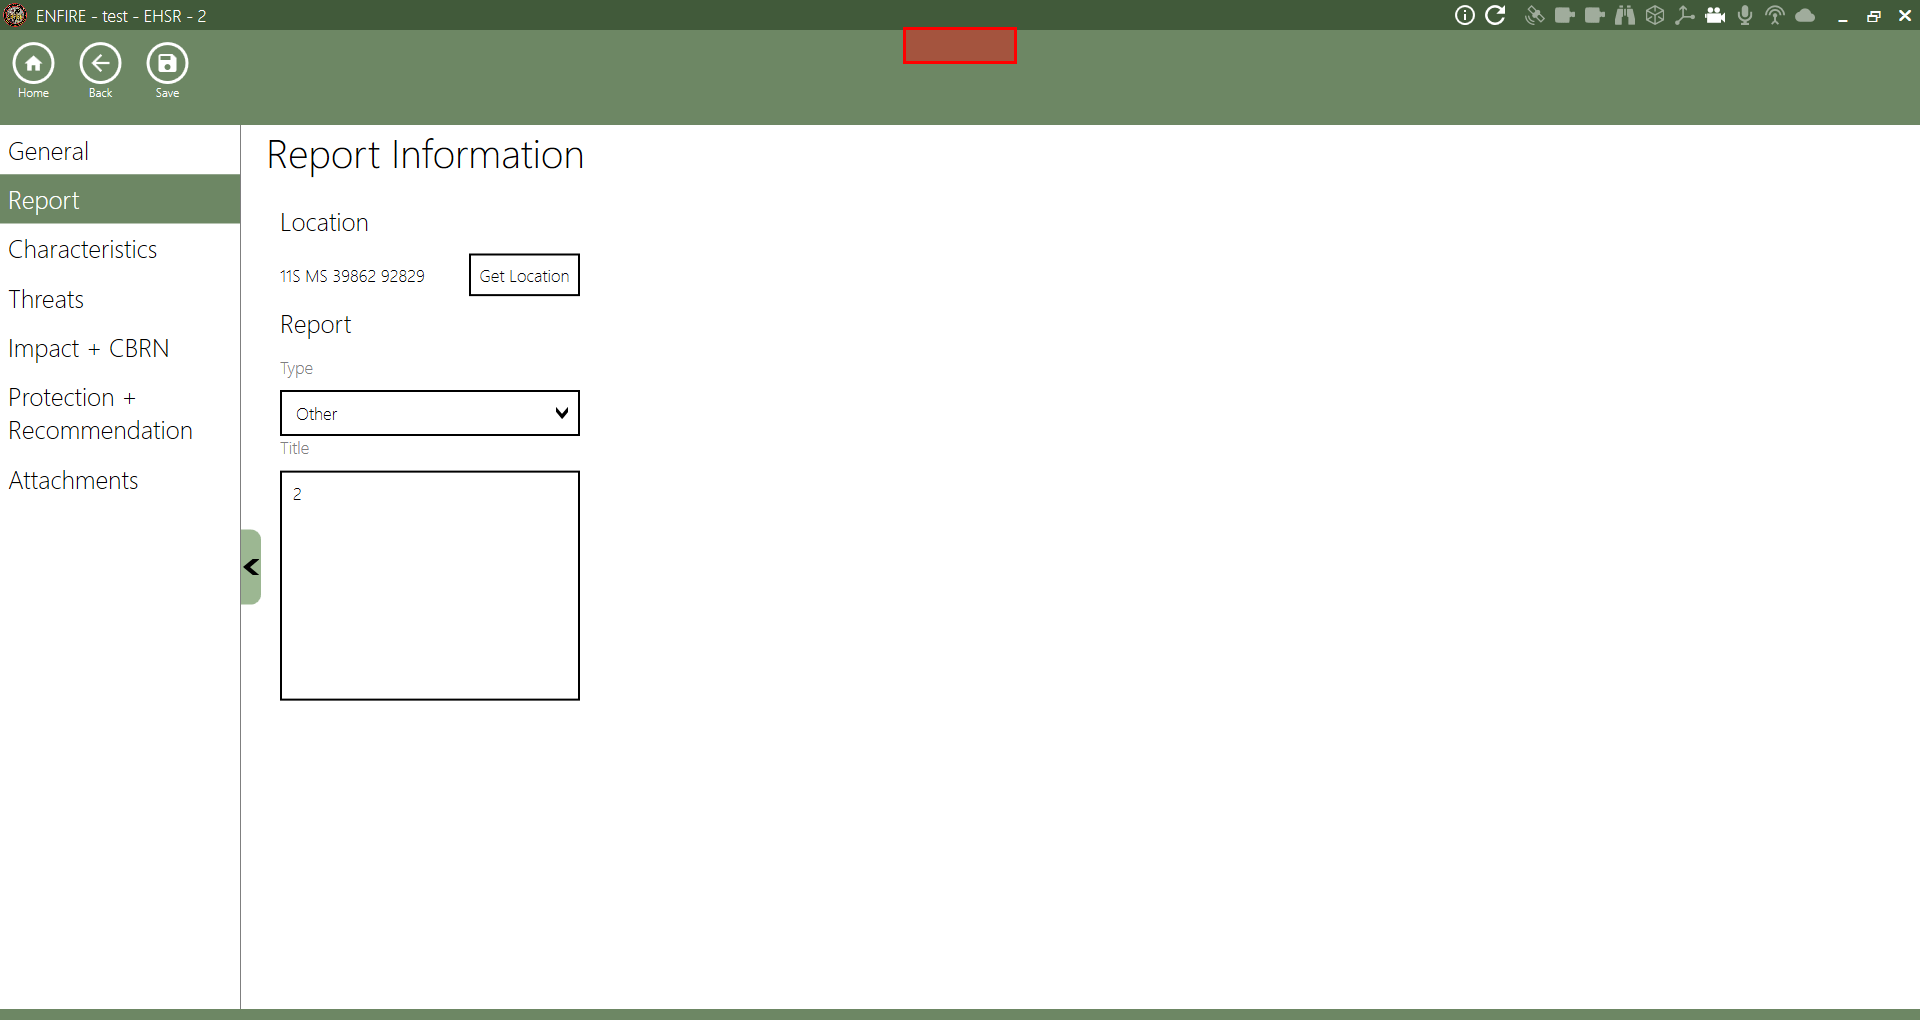 ENFIRE - test - EHSR - 2
Home
Back
Save
General
Report
Characteristics
Threats
Impact + CBRN
Protection +
Recommendation
Attachments
Report Information
Location
11S MS 39862 92829
Get Location
Report
Type
Other
Title
2